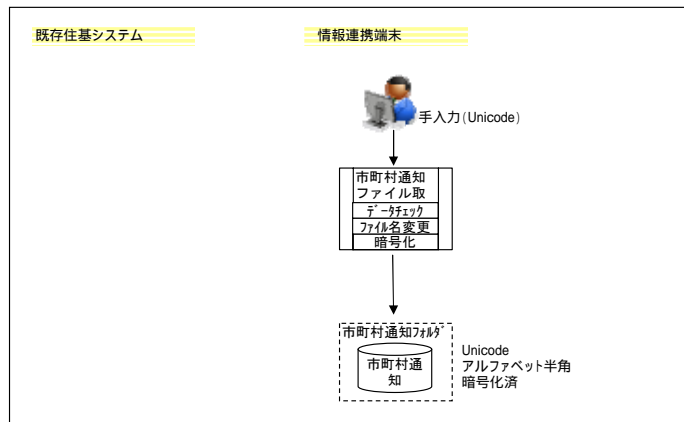 既存住基システム
情報連携端末
手入力(Unicode)
市町村通知
ファイル取
ﾃﾞｰﾀﾁｪｯｸ
ﾌｧｲﾙ名変更
暗号化
市町村通知ﾌｫﾙﾀﾞ
市町村通
知
Unicode
アルファベット半角
暗号化済